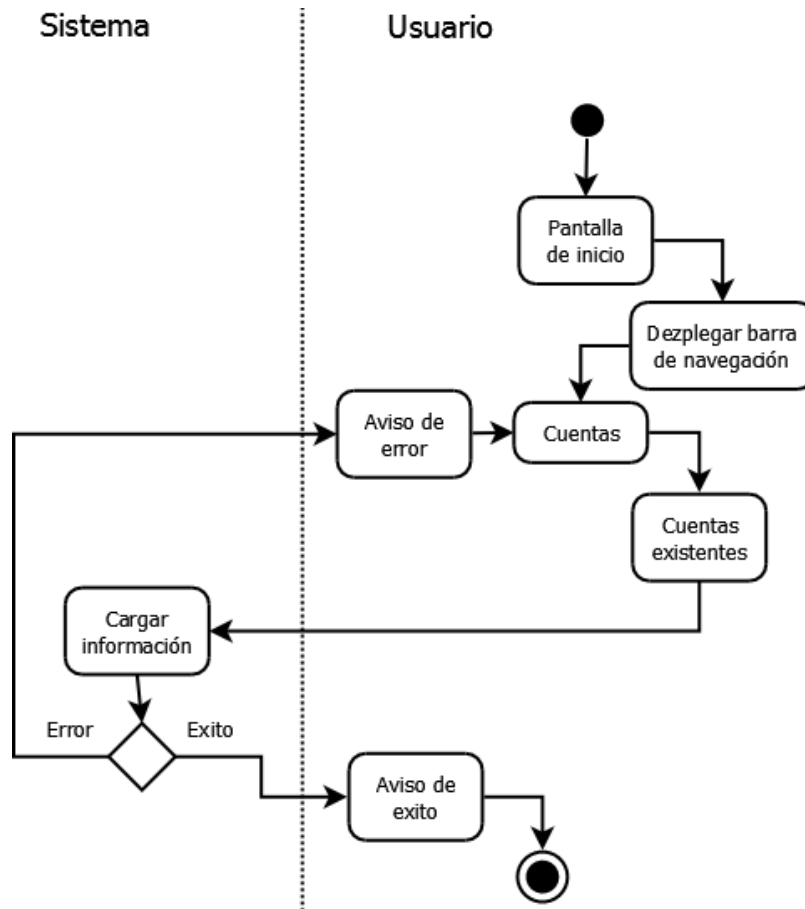 Sistema
Usuario
Pantalla
de inicio
Dezplegar barra
de navegación
Aviso de
error
Cuentas
Cuentas
existentes
Cargar
información
Error
Exito
Aviso de
exito